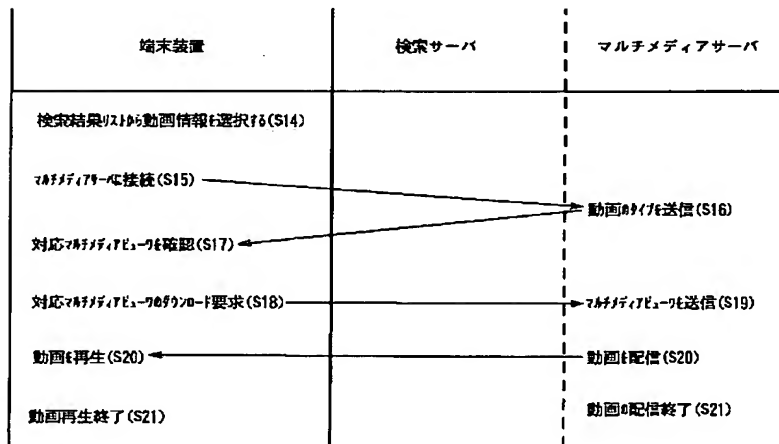 端末装置 検索サーバ マルチメディアサーバ
検索結果リストから動画情報を選択する(S14)
マルチメディアサーバに接続(S15)
動画のタイプを送信(S16)
対応マルチメディアビューワを確認(S17)
対応マルチメディアビューワのダウンロード要求(S18) マルチメディアビューワを送信(S19)
動画を再生(S20) 動画を配信(S20)
動画再生終了(S21) 動画の配信終了(S21)